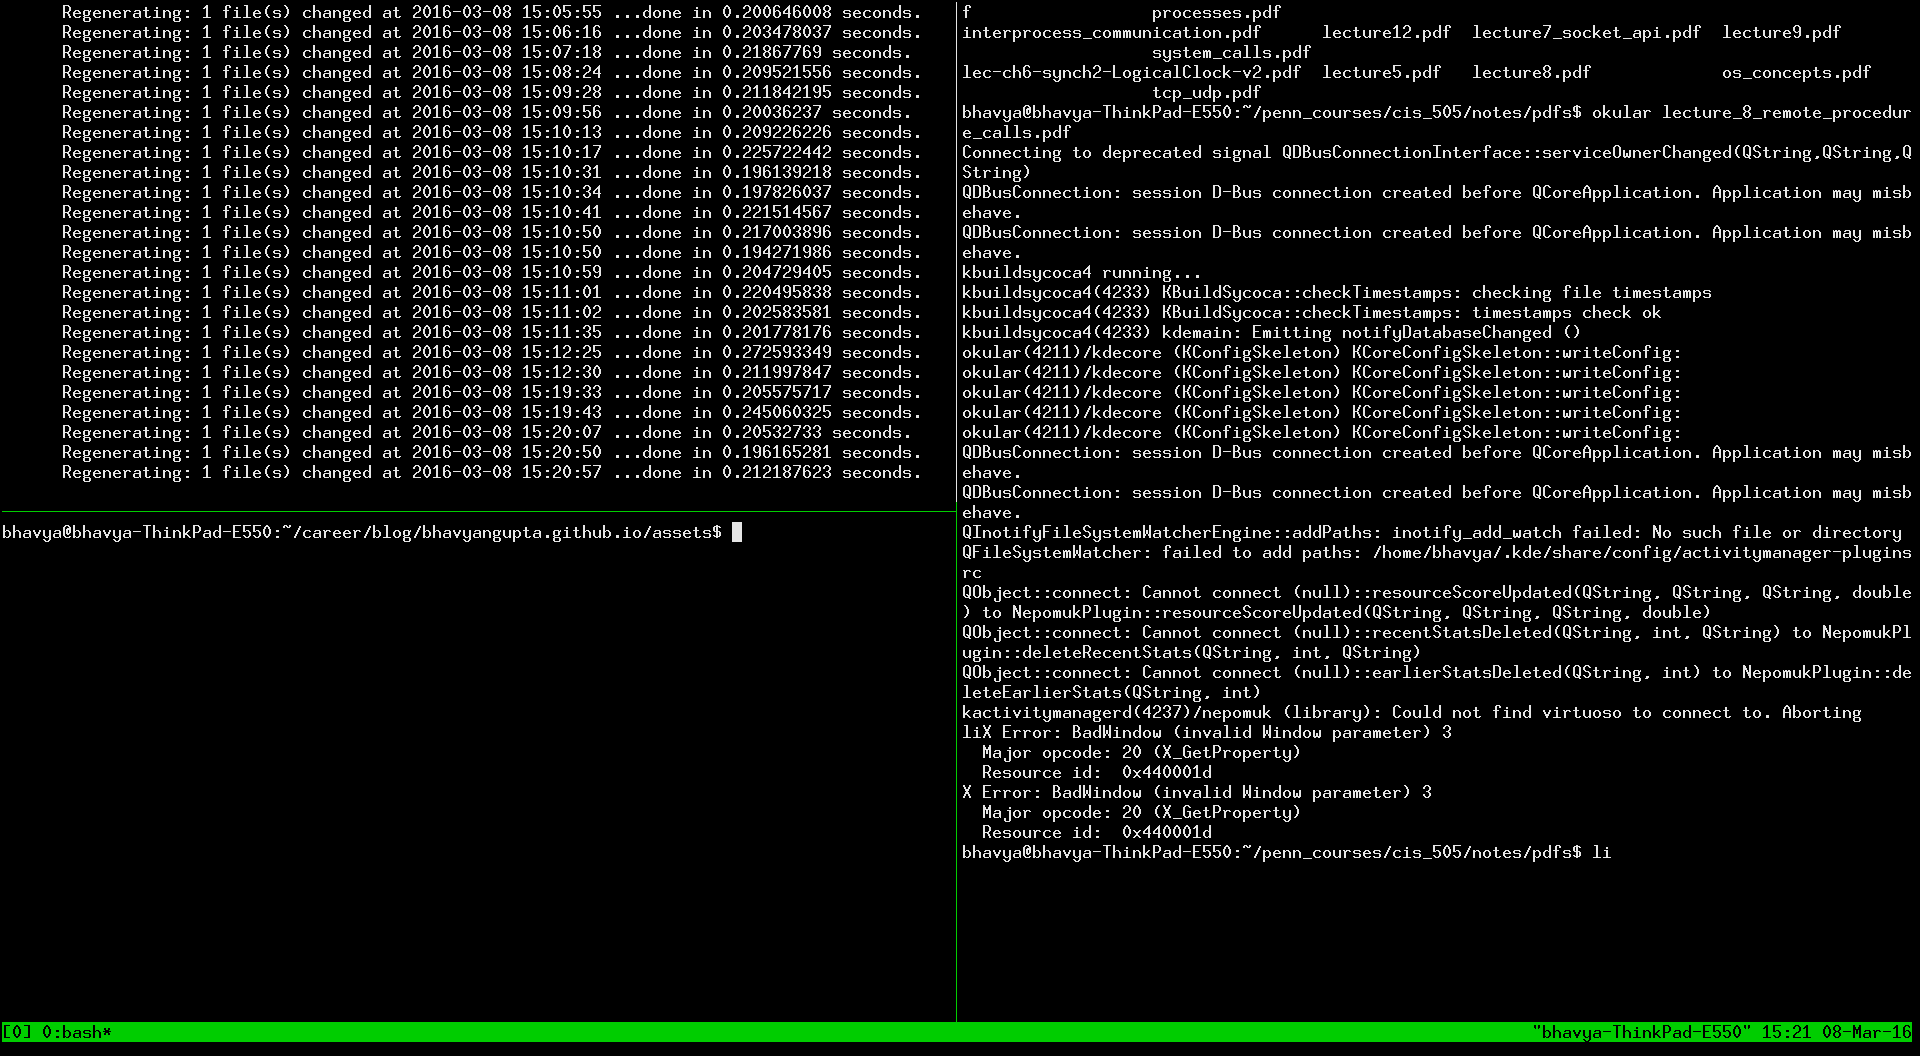 Regenerating: 1 file(s) changed at 2016-03-08 15:05:55 ...done in 0.200646008 seconds.
Regenerating: 1 file(s) changed at 2016-03-08 15:06:16 ...done in 0.203478037 seconds.
Regenerating: 1 file(s) changed at 2016-03-08 15:07:18 ...done in 0.21867769 seconds.
Regenerating: 1 file(s) changed at 2016-03-08 15:08:24 ...done in 0.209521556 seconds.
Regenerating: 1 file(s) changed at 2016-03-08 15:09:28 ...done in 0.211842195 seconds.
Regenerating: 1 file(s) changed at 2016-03-08 15:09:56 ...done in 0.20036237 seconds.
Regenerating: 1 file(s) changed at 2016-03-08 15:10:13 ...done in 0.209226226 seconds.
Regenerating: 1 file(s) changed at 2016-03-08 15:10:17 ...done in 0.225722442 seconds.
Regenerating: 1 file(s) changed at 2016-03-08 15:10:31 ...done in 0.196139218 seconds.
Regenerating: 1 file(s) changed at 2016-03-08 15:10:34 ...done in 0.197826037 seconds.
Regenerating: 1 file(s) changed at 2016-03-08 15:10:41 ...done in 0.221514567 seconds.
Regenerating: 1 file(s) changed at 2016-03-08 15:10:50 ...done in 0.217003896 seconds.
Regenerating: 1 file(s) changed at 2016-03-08 15:10:50 ...done in 0.194271986 seconds.
Regenerating: 1 file(s) changed at 2016-03-08 15:10:59 ...done in 0.204729405 seconds.
Regenerating: 1 file(s) changed at 2016-03-08 15:11:01 ...done in 0.220495838 seconds.
Regenerating: 1 file(s) changed at 2016-03-08 15:11:02 ...done in 0.202583581 seconds.
Regenerating: 1 file(s) changed at 2016-03-08 15:11:35 ...done in 0.201778176 seconds.
Regenerating: 1 file(s) changed at 2016-03-08 15:12:25 ...done in 0.272593349 seconds.
Regenerating: 1 file(s) changed at 2016-03-08 15:12:30 ...done in 0.211997847 seconds.
Regenerating: 1 file(s) changed at 2016-03-08 15:19:33 ...done in 0.205575717 seconds.
Regenerating: 1 file(s) changed at 2016-03-08 15:19:43 ...done in 0.245060325 seconds.
Regenerating: 1 file(s) changed at 2016-03-08 15:20:07 ...done in 0.20532733 seconds.
Regenerating: 1 file(s) changed at 2016-03-08 15:20:50 ...done in 0.196165281 seconds.
Regenerating: 1 file(s) changed at 2016-03-08 15:20:57 ...done in 0.212187623 seconds.
bhavya@bhavya-ThinkPad-E550:~/career/blog/bhavyangupta.github.io/assets$
f                  processes.pdf
interprocess_communication.pdf      lecture12.pdf  lecture7_socket_api.pdf  lecture9.pdf
system_calls.pdf
lec-ch6-synch2-LogicalClock-v2.pdf  lecture5.pdf   lecture8.pdf             os_concepts.pdf
tcp_udp.pdf
bhavya@bhavya-ThinkPad-E550:~/penn_courses/cis_505/notes/pdfs$ okular lecture_8_remote_procedur
e_calls.pdf
Connecting to deprecated signal QDBusConnectionInterface::serviceOwnerChanged(QString,QString,Q
String)
QDBusConnection: session D-Bus connection created before QCoreApplication. Application may misb
ehave.
QDBusConnection: session D-Bus connection created before QCoreApplication. Application may misb
ehave.
kbuildsycoca4 running...
kbuildsycoca4(4233) KBuildSycoca::checkTimestamps: checking file timestamps
kbuildsycoca4(4233) KBuildSycoca::checkTimestamps: timestamps check ok
kbuildsycoca4(4233) kdemain: Emitting notifyDatabaseChanged ()
okular(4211)/kdecore (KConfigSkeleton) KCoreConfigSkeleton::writeConfig:
okular(4211)/kdecore (KConfigSkeleton) KCoreConfigSkeleton::writeConfig:
okular(4211)/kdecore (KConfigSkeleton) KCoreConfigSkeleton::writeConfig:
okular(4211)/kdecore (KConfigSkeleton) KCoreConfigSkeleton::writeConfig:
okular(4211)/kdecore (KConfigSkeleton) KCoreConfigSkeleton::writeConfig:
QDBusConnection: session D-Bus connection created before QCoreApplication. Application may misb
ehave.
QDBusConnection: session D-Bus connection created before QCoreApplication. Application may misb
ehave.
QInotifyFileSystemWatcherEngine::addPaths: inotify_add_watch failed: No such file or directory
QFileSystemWatcher: failed to add paths: /home/bhavya/.kde/share/config/activitymanager-plugins
rc
QObject::connect: Cannot connect (null)::resourceScoreUpdated(QString, QString, QString, double
) to NepomukPlugin::resourceScoreUpdated(QString, QString, QString, double)
QObject::connect: Cannot connect (null)::recentStatsDeleted(QString, int, QString) to NepomukPl
ugin::deleteRecentStats(QString, int, QString)
QObject::connect: Cannot connect (null)::earlierStatsDeleted(QString, int) to NepomukPlugin::de
leteEarlierStats(QString, int)
kactivitymanagerd(4237)/nepomuk (library): Could not find virtuoso to connect to. Aborting
liX Error: BadWindow (invalid Window parameter) 3
Major opcode: 20 (X_GetProperty)
Resource id:  0x440001d
X Error: BadWindow (invalid Window parameter) 3
Major opcode: 20 (X_GetProperty)
Resource id:  0x440001d
bhavya@bhavya-ThinkPad-E550:~/penn_courses/cis_505/notes/pdfs$ li
[0] 0:bash*                "bhavya-ThinkPad-E550" 15:21 08-Mar-16